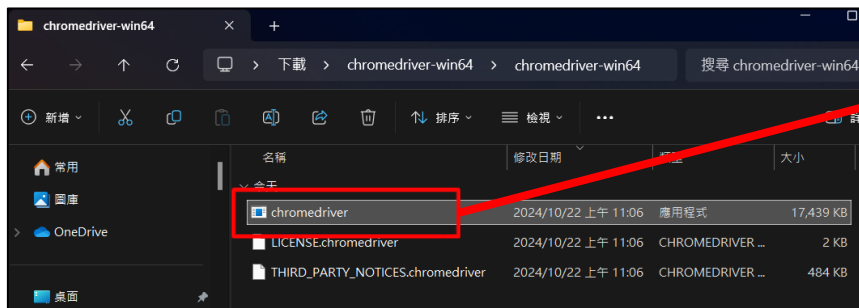 chromedriver-win64
下載 > chromedriver-win64 > chromedriver-win64 搜尋 chromedriver-win64
新增 排序 檢視
常用
圖庫
OneDrive
桌面
名稱 修改日期 類型 大小
今天
chromedriver 2024/10/22 上午 11:06 應用程式 17,439 KB
LICENSE.chromedriver 2024/10/22 上午 11:06 CHROMEDRIVER ... 2 KB
THIRD_PARTY_NOTICES.chromedriver 2024/10/22 上午 11:06 CHROMEDRIVER ... 484 KB